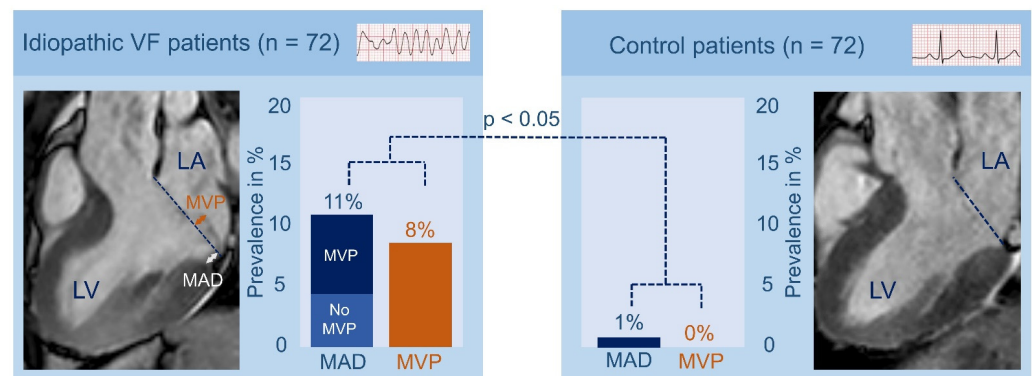 Idiopathic VF patients (n = 72)
Control patients (n = 72)
LA
MVP
MAD
LV
Prevalence in %
20
15
10
5
0
11%
MVP
No
MVP
8%
MAD
MVP
p < 0.05
1%
0%
MAD
MVP
20
15
10
5
0
Prevalence in %
LA
LV